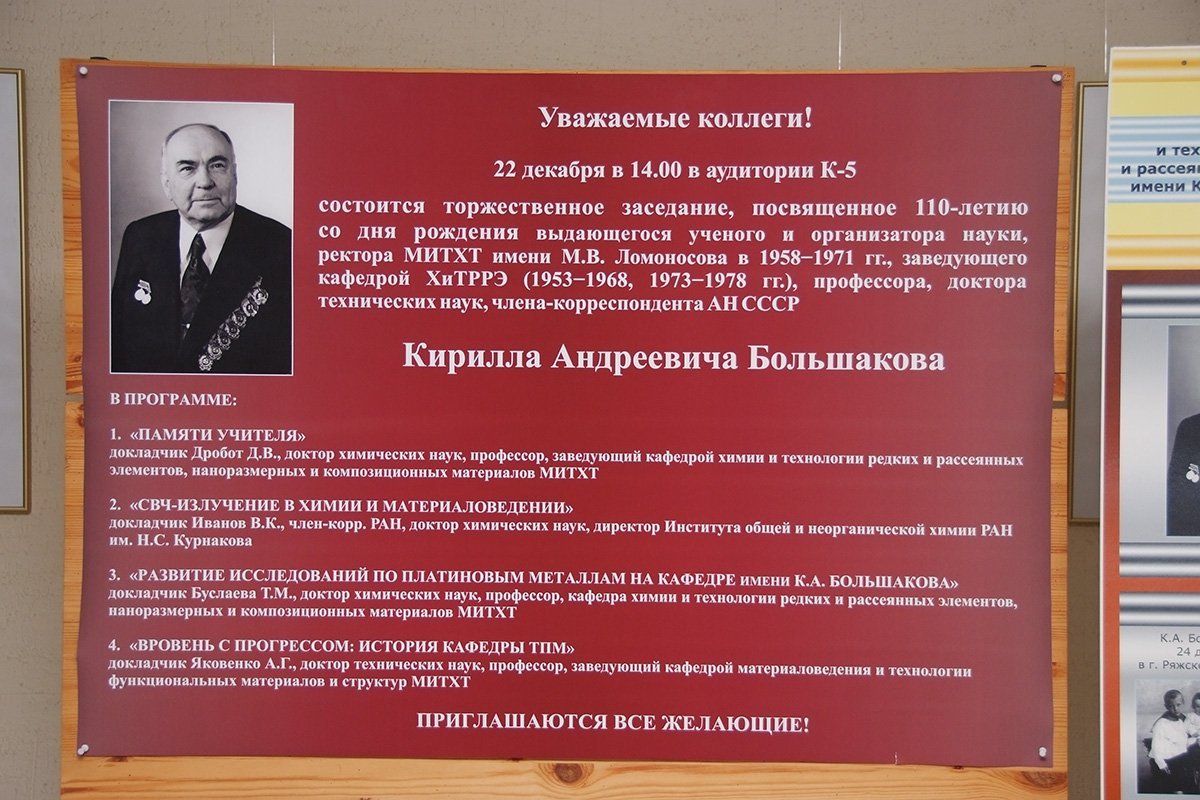 Уважаемые коллеги!
22 декабря в 14.00 в аудитории К-5
состоится торжественное заседание, посвященное 110-летию
со дня рождения выдающегося ученого и организатора науки,
ректора МИТХТ имени М.В. Ломоносова в 1958–1971 гг., заведующего
кафедрой ХиТРРЭ (1953–1968, 1973–1978 гг.), профессора, доктора
технических наук, члена-корреспондента АН СССР
Кирилла Андреевича Большакова
В ПРОГРАММЕ:
1. «ПАМЯТИ УЧИТЕЛЯ»
докладчик Дробот Д.В., доктор химических наук, профессор, заведующий кафедрой химии и технологии редких и рассеянных
элементов, наноразмерных и композиционных материалов МИТХТ
2. «СВЧ-ИЗЛУЧЕНИЕ В ХИМИИ И МАТЕРИАЛОВЕДЕНИИ»
докладчик Иванов В.К., член-корр. РАН, доктор химических наук, директор Института общей и неорганической химии РАН
им. Н.С. Курнакова
3. «РАЗВИТИЕ ИССЛЕДОВАНИЙ ПО ПЛАТИНОВЫМ МЕТАЛЛАМ НА КАФЕДРЕ ИМЕНИ К.А. БОЛЬШАКОВА»
докладчик Буслаева Т.М., доктор химических наук, профессор, кафедра химии и технологии редких и рассеянных элементов,
наноразмерных и композиционных материалов МИТХТ
4. «ВРОВЕНЬ С ПРОГРЕССОМ: ИСТОРИЯ КАФЕДРЫ ТПМ»
докладчик Яковенко А.Г., доктор технических наук, профессор, заведующий кафедрой материаловедения и технологии
функциональных материалов и структур МИТХТ
ПРИГЛАШАЮТСЯ ВСЕ ЖЕЛАЮЩИЕ!
и тех
и рассеян
имени К
К.А. Бо
24 д
в г. Ряжск